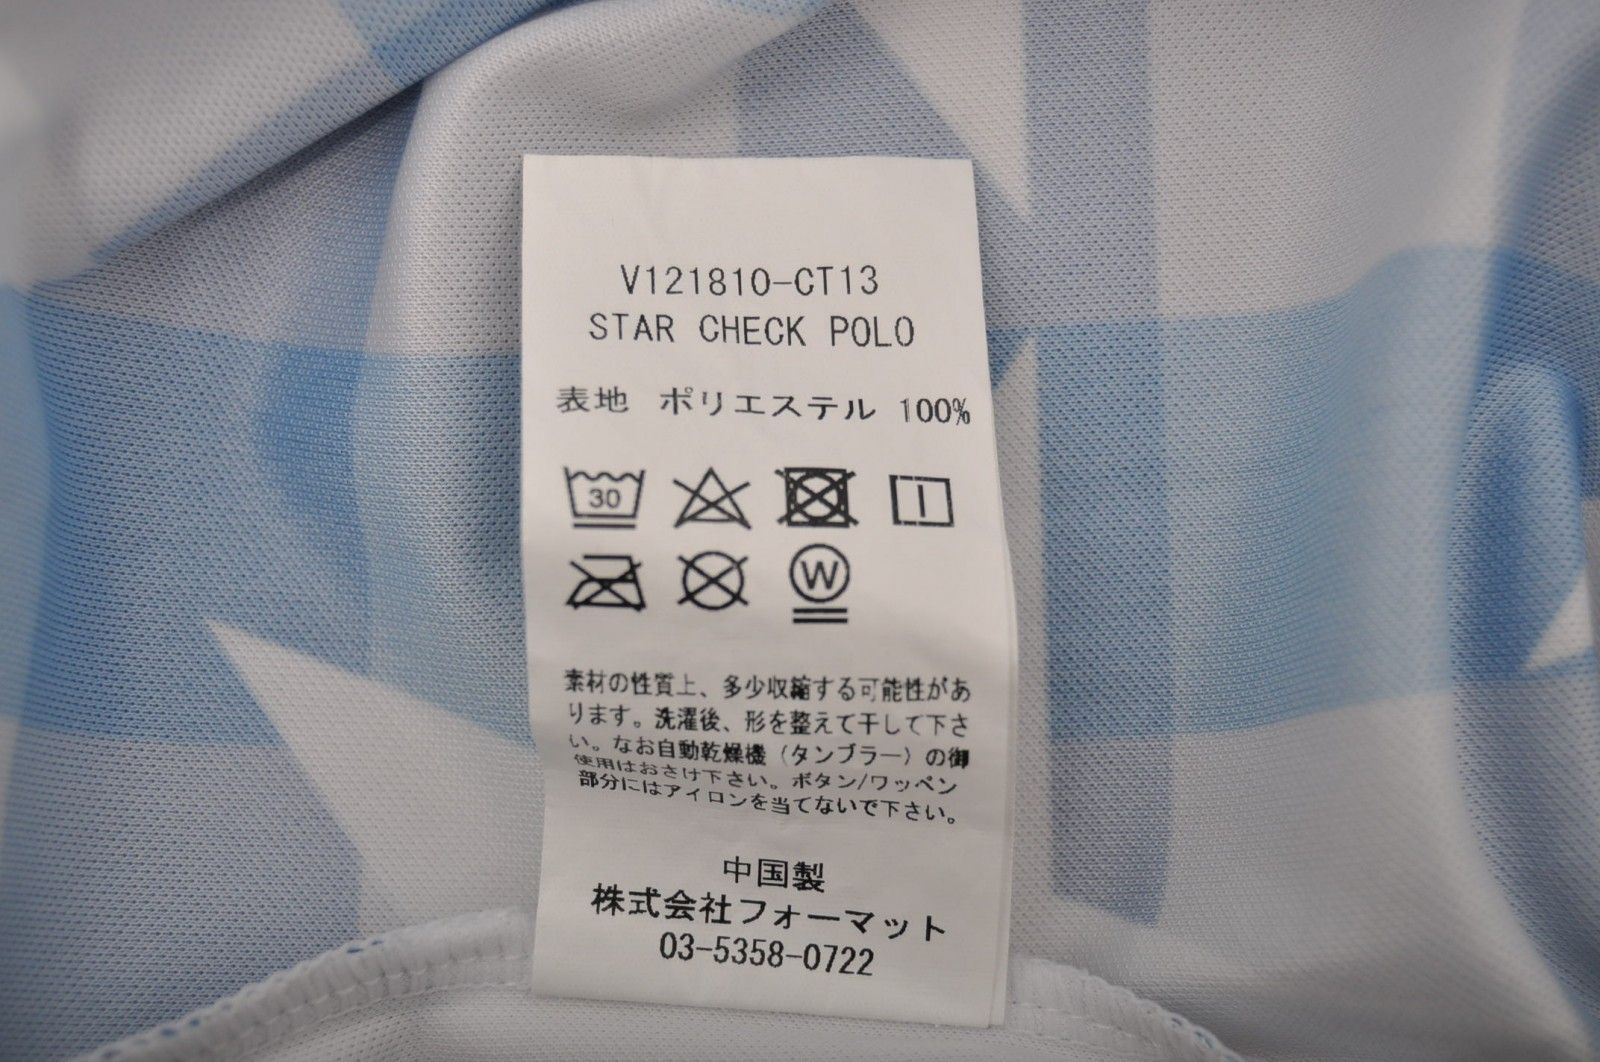 V121810-CT13
STAR CHECK POLO
表地 ポリエステル 100%
30
W
素材の性質上、多少収縮する可能性があ
ります。洗濯後、形を整えて干して下さ
い。なお自動乾燥機（タンブラー）の御
使用はおさけ下さい。ボタン/ワッペン
部分にはアイロンを当てないで下さい。
中国製
株式会社フォーマット
03-5358-0722